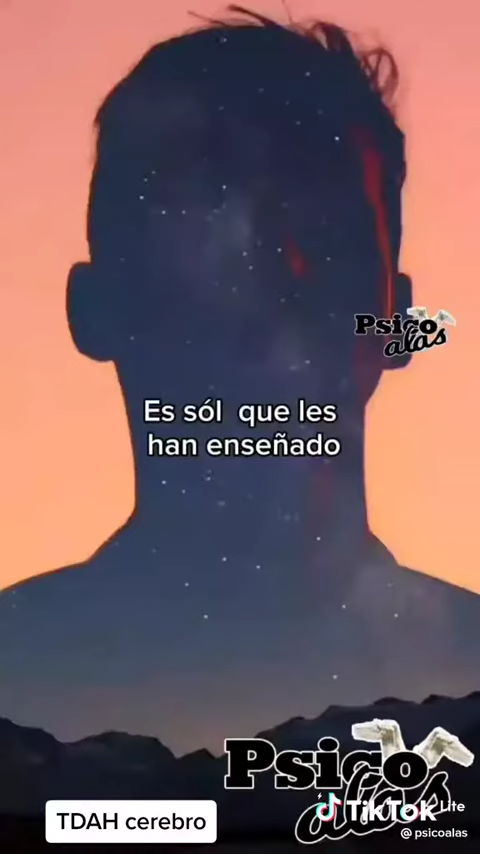 Psico
alas
Es sól que les
han enseñado
Psico
alas
TikTok Lite
TDAH cerebro
@psicoalas